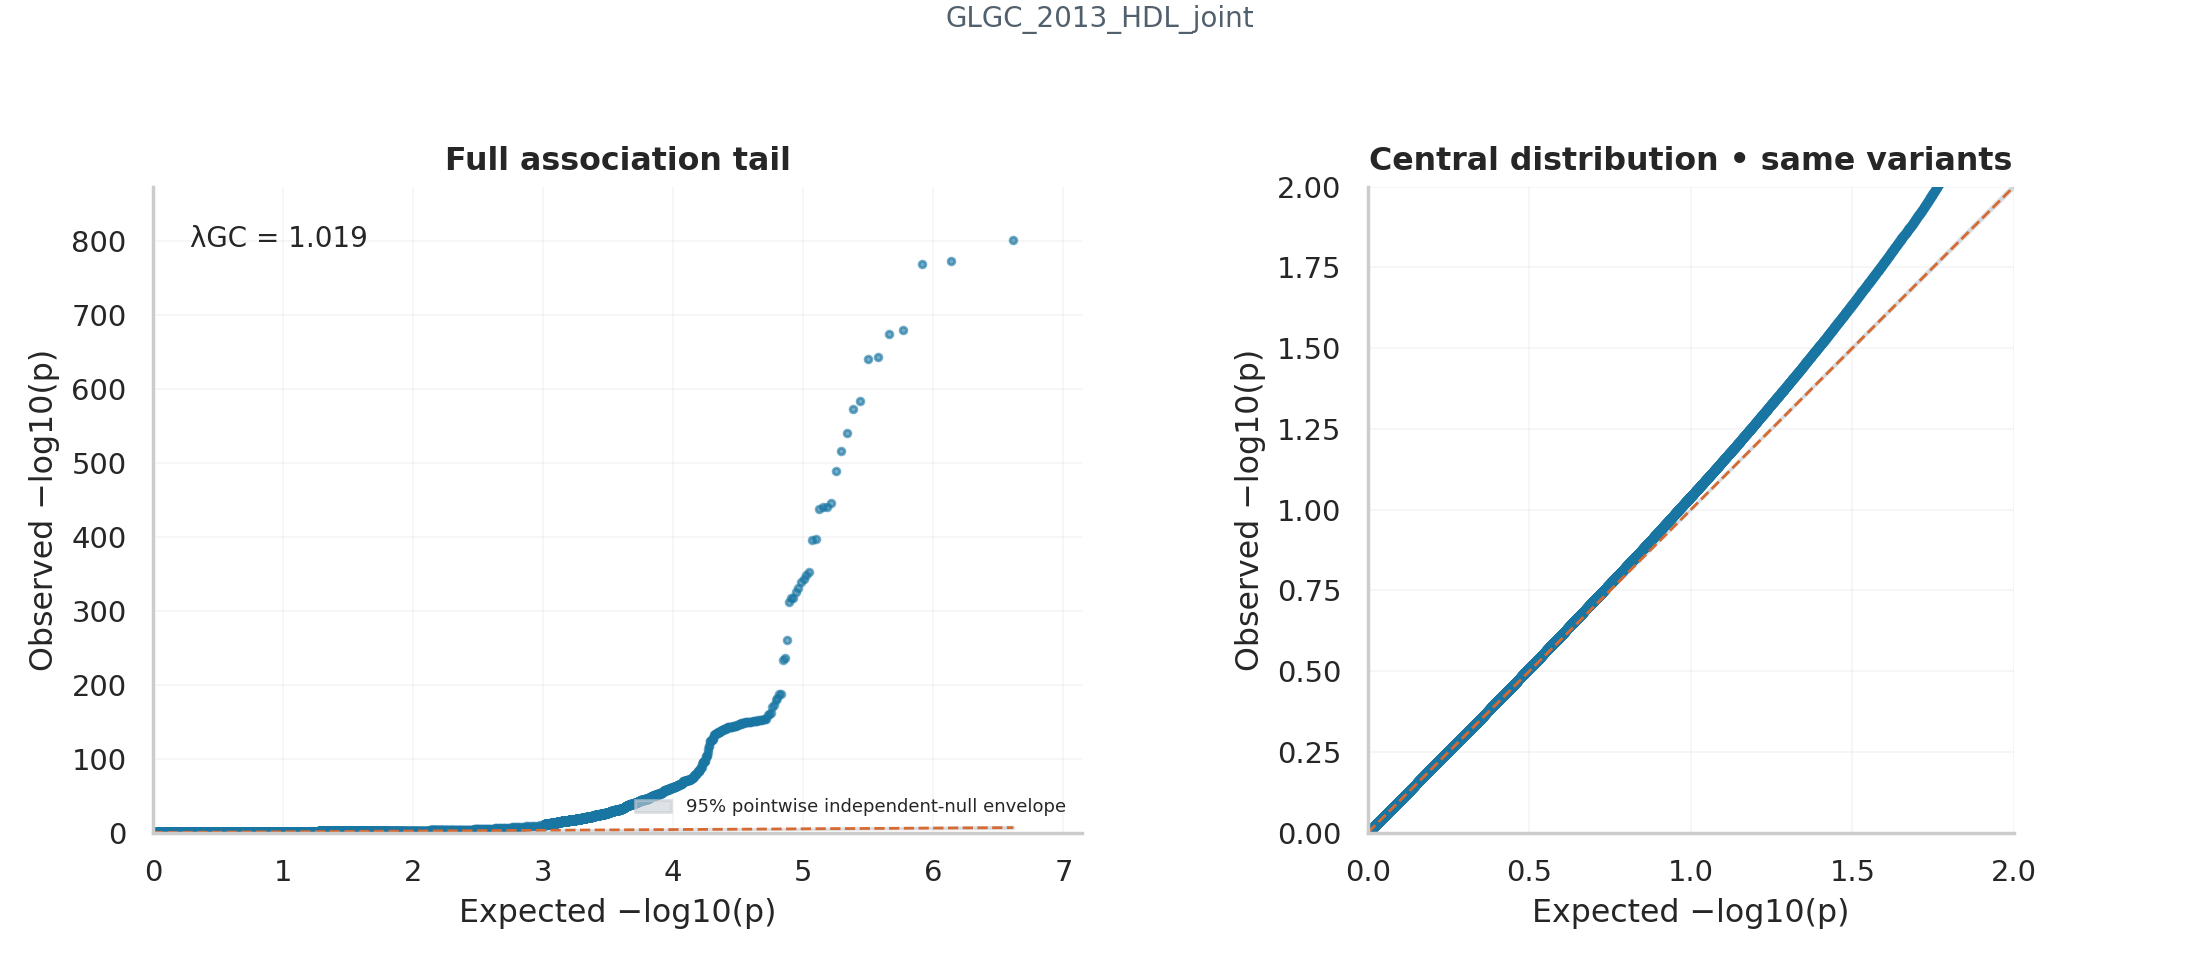 GLGC_2013_HDL_joint
Full association tail
λGC = 1.019
Observed −log10(p)
800
700
600
500
400
300
200
100
0
95% pointwise independent-null envelope
0 1 2 3 4 5 6 7
Expected −log10(p)
Central distribution • same variants
Observed −log10(p)
2.00
1.75
1.50
1.25
1.00
0.75
0.50
0.25
0.00
0.0 0.5 1.0 1.5 2.0
Expected −log10(p)